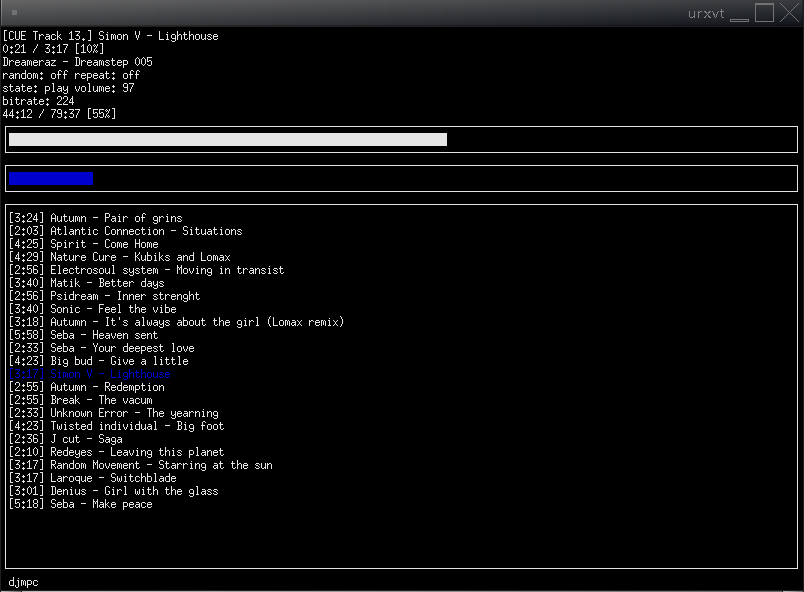 urxvt
[CUE Track 13.] Simon V - Lighthouse
0:21 / 3:17 [10%]
Dreameraz - Dreamstep 005
random: off repeat: off
state: play volume: 97
bitrate: 224
44:12 / 79:37 [55%]
[3:24] Autumn - Pair of grins
[2:03] Atlantic Connection - Situations
[4:25] Spirit - Come Home
[4:29] Nature Cure - Kubiks and Lomax
[2:56] Electrosoul system - Moving in transist
[3:40] Matik - Better days
[2:56] Psidream - Inner strenght
[3:40] Sonic - Feel the vibe
[3:18] Autumn - It's always about the girl (Lomax remix)
[5:58] Seba - Heaven sent
[2:33] Seba - Your deepest love
[4:23] Big bud - Give a little
[3:17] Simon V - Lighthouse
[2:55] Autumn - Redemption
[2:55] Break - The vacum
[2:33] Unknown Error - The yearning
[4:23] Twisted individual - Big foot
[2:36] J cut - Saga
[2:10] Redeyes - Leaving this planet
[3:17] Random Movement - Starring at the sun
[3:17] Laroque - Switchblade
[3:01] Denius - Girl with the glass
[5:18] Seba - Make peace
djmpc